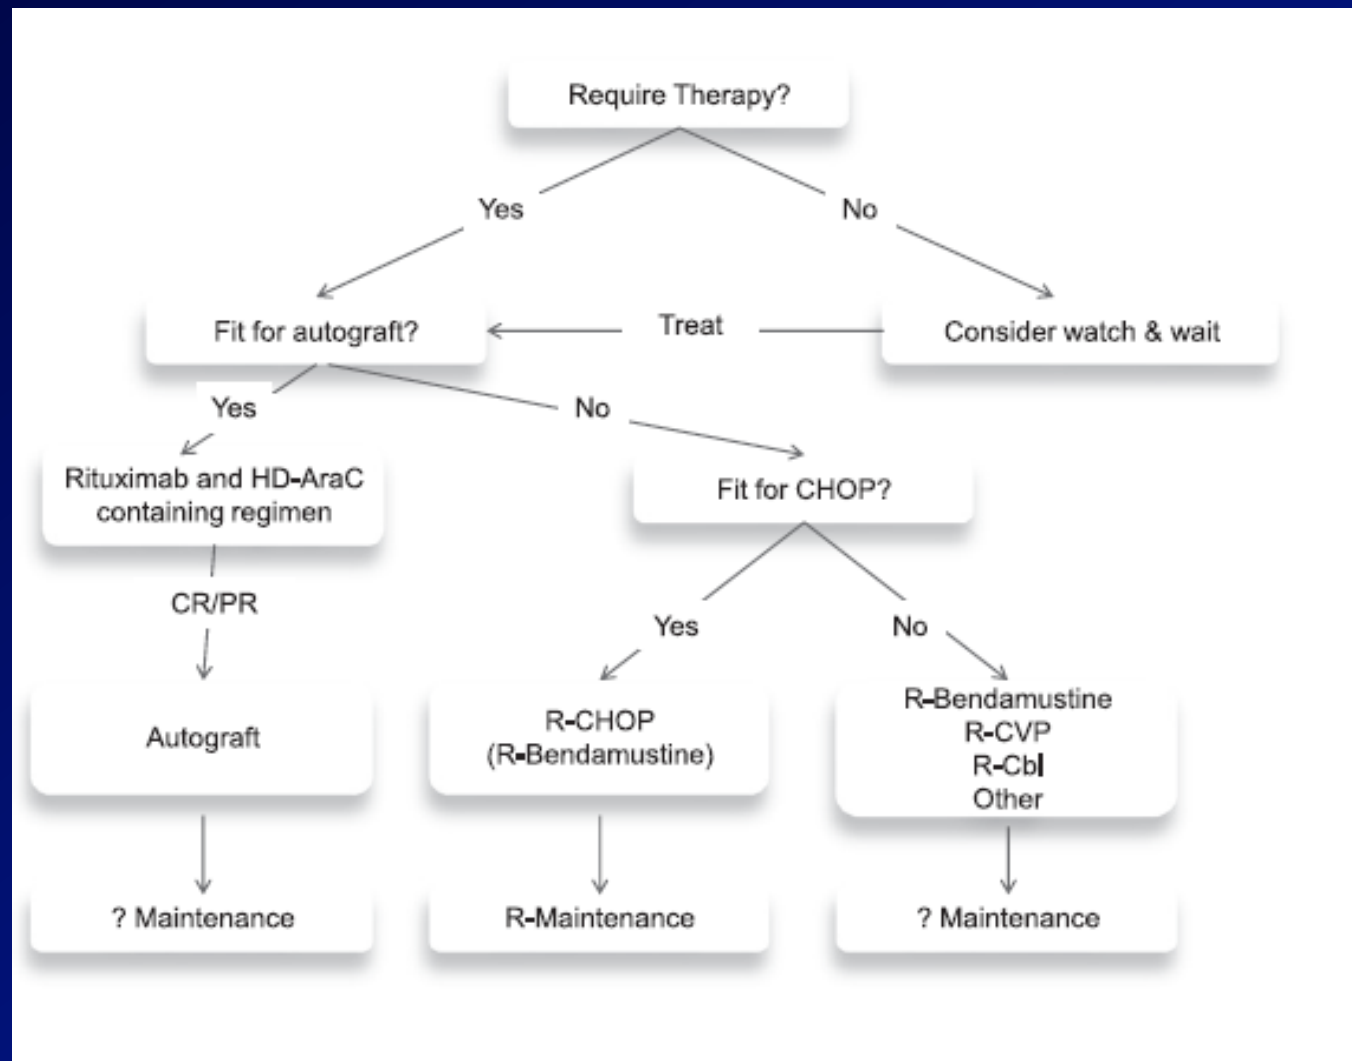 Require Therapy?
Yes
No
Fit for autograft?
Treat
Consider watch & wait
Yes
No
Rituximab and HD-AraC
containing regimen
Fit for CHOP?
CR/PR
Yes
No
Autograft
R-CHOP
(R-Bendamustine)
R-Bendamustine
R-CVP
R-Cbl
Other
? Maintenance
R-Maintenance
? Maintenance